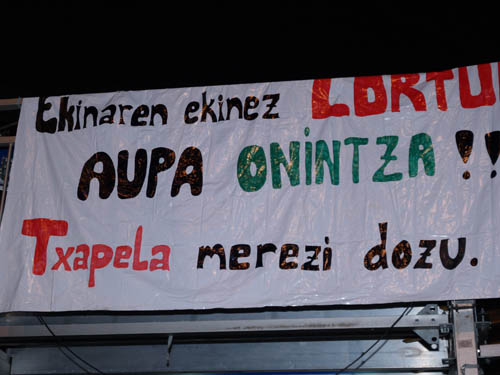 Ekinaren ekinez LORTU
AUPA ONINTZA!!
Txapela merezi dozu.